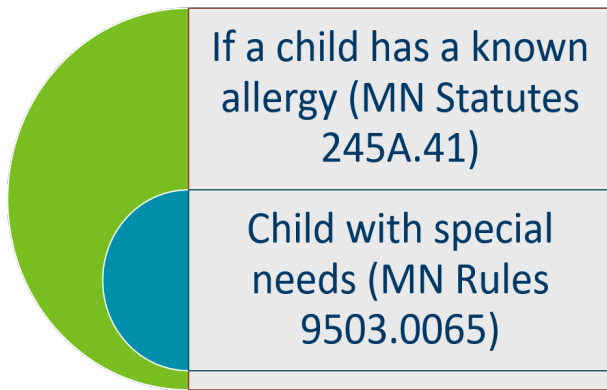 If a child has a known
allergy (MN Statutes
245A.41)
Child with special
needs (MN Rules
9503.0065)